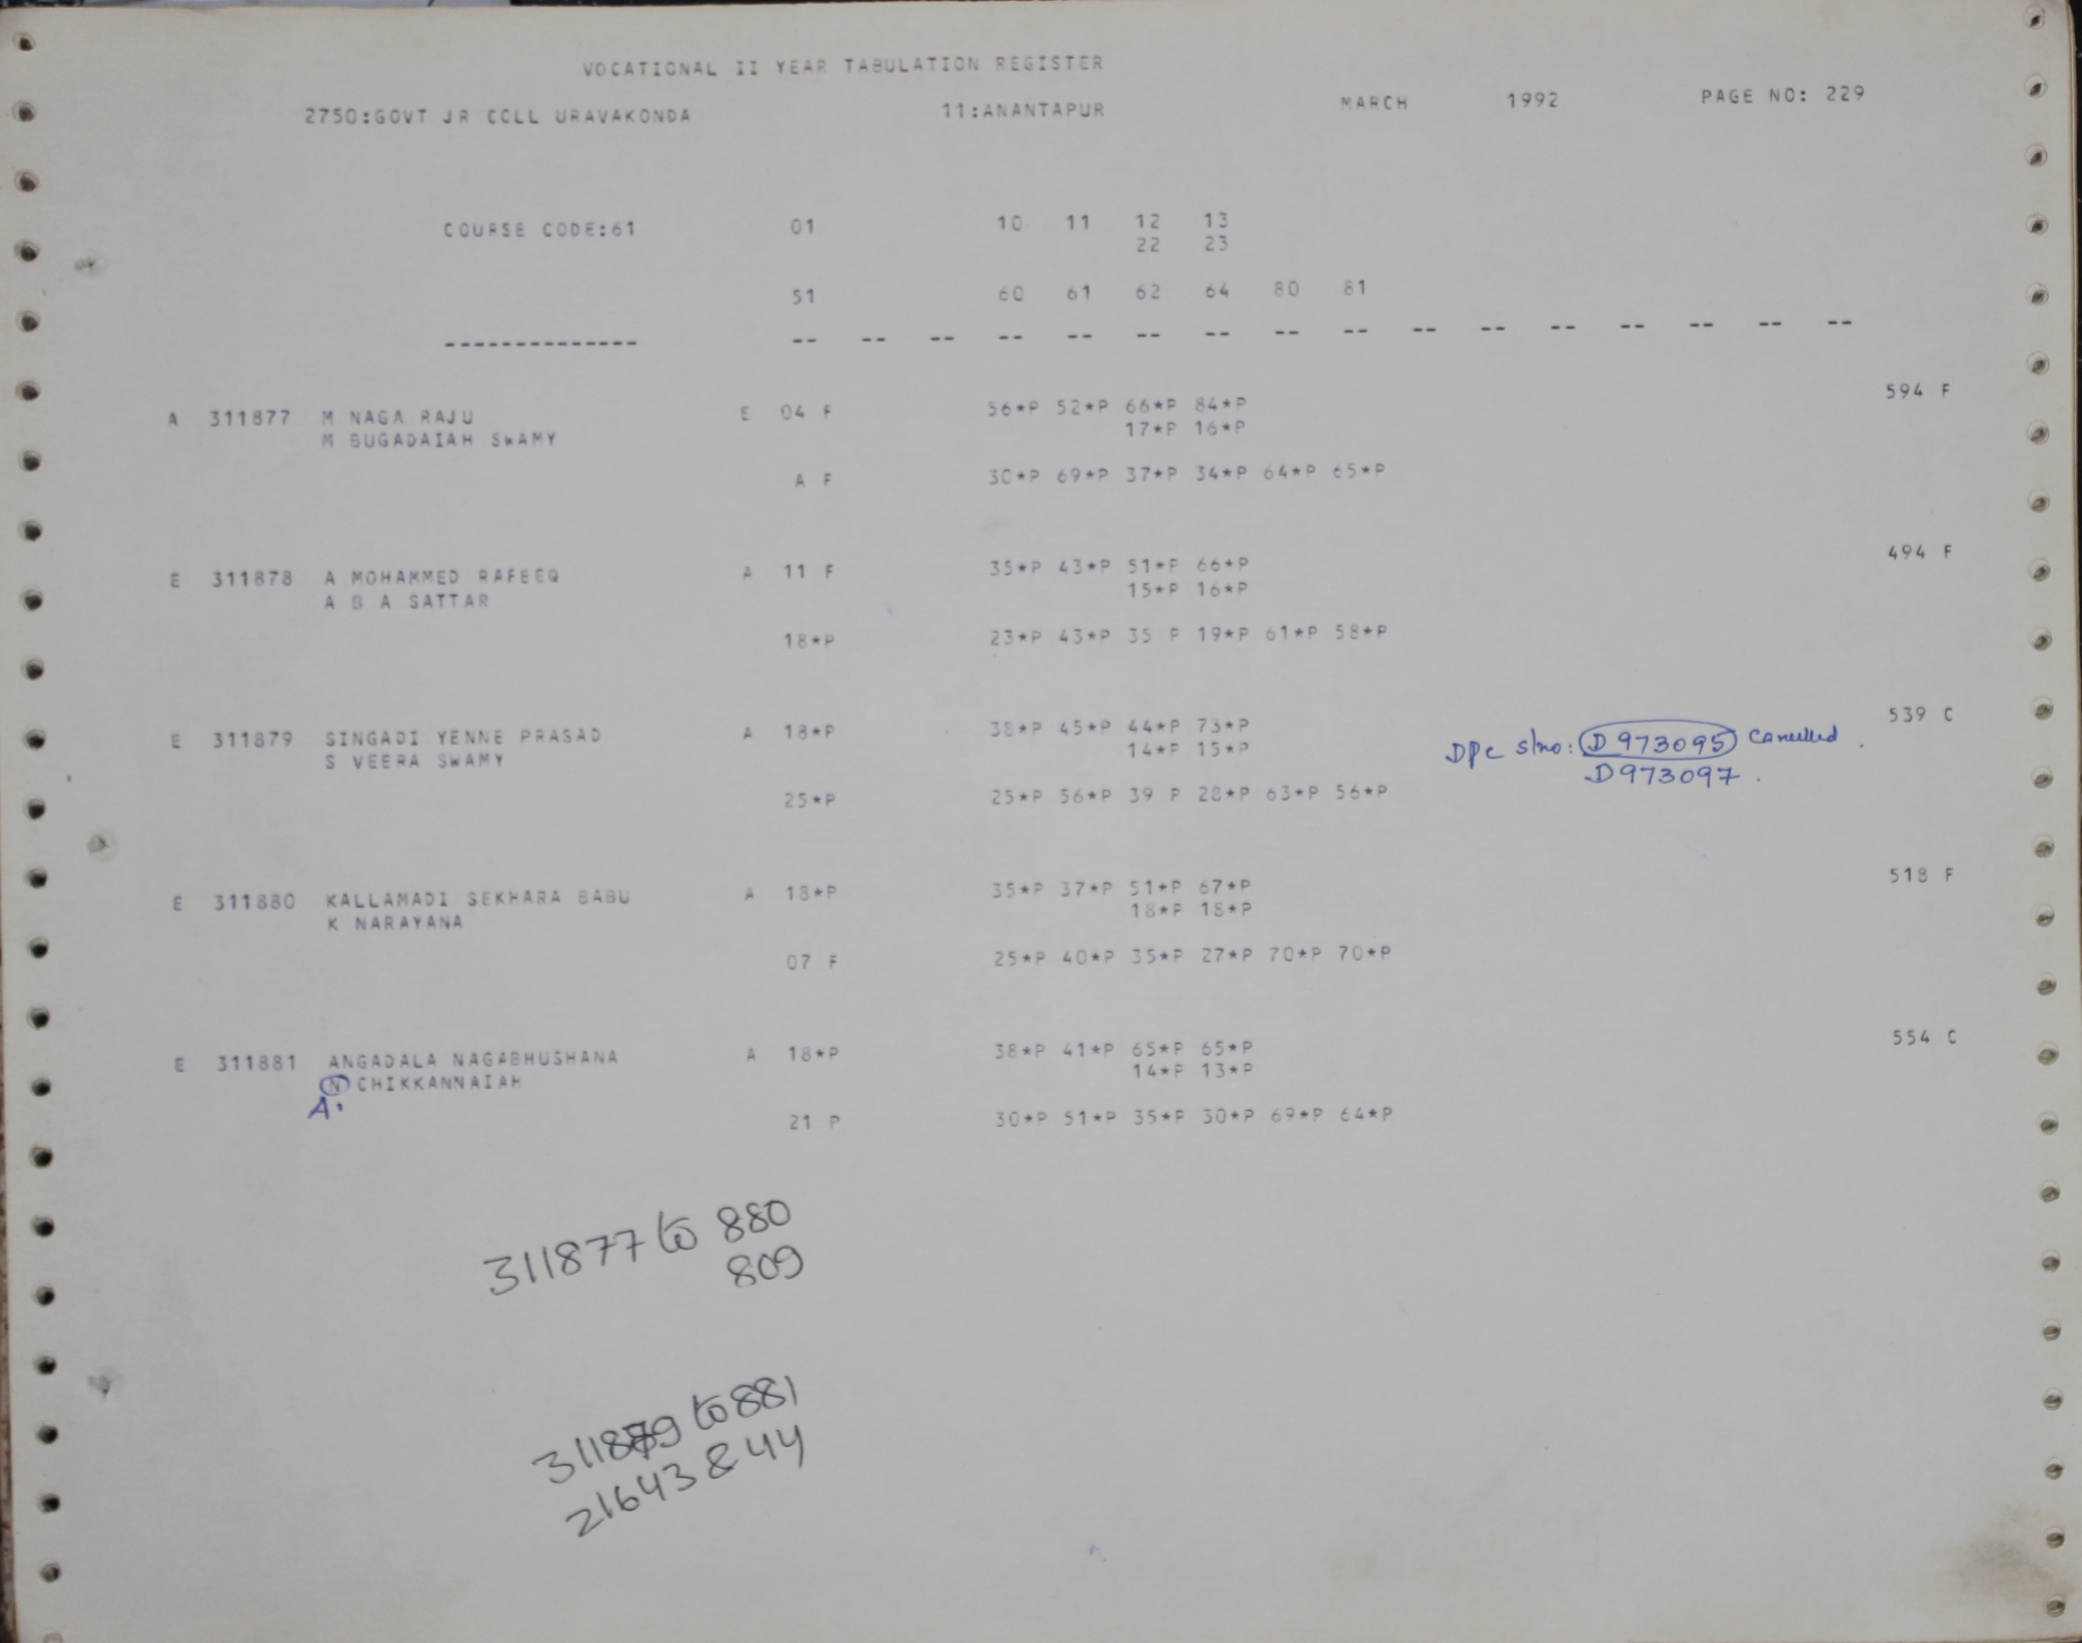 VOCATIONAL II YEAR TABULATION REGISTER
2750:GOVT JR COLL URAVAKONDA 11:ANANTAPUR MARCH 1992 PAGE NO: 229
COURSE CODE:61 01 10 11 12 13
22 23
51 60 61 62 64 80 81
-------------- -- -- -- -- -- -- -- -- -- -- -- -- -- -- -- --
A 311877 M NAGA RAJU E 04 F 56*P 52*P 66*P 84*P 594 F
M BUGADAIAH SWAMY 17*P 16*P
A F 30*P 69*P 37*P 34*P 64*P 65*P
E 311878 A MOHAMMED RAFEEQ A 11 F 35*P 43*P 51*P 66*P 494 F
A B A SATTAR 15*P 16*P
18*P 23*P 43*P 35 P 19*P 61*P 58*P
E 311879 SINGADI YENNE PRASAD A 18*P 38*P 45*P 44*P 73*P 539 C
S VEERA SWAMY 14*P 15*P DPC slno: D 973095 cancelled.
D973097.
25*P 25*P 56*P 39 P 28*P 63*P 56*P
E 311880 KALLAMADI SEKHARA BABU A 18*P 35*P 37*P 51*P 67*P 518 F
K NARAYANA 18*P 18*P
07 F 25*P 40*P 35*P 27*P 70*P 70*P
E 311881 ANGADALA NAGABHUSHANA A 18*P 38*P 41*P 65*P 65*P 554 C
N CHIKKANNAIAH 14*P 13*P
A.
21 P 30*P 51*P 35*P 30*P 69*P 64*P
311877 to 880
809
311879 to 881
21643 & 44